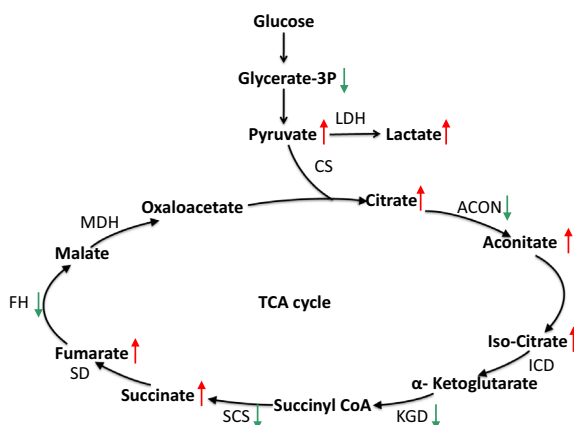 Glucose
Glycerate-3P
LDH
Pyruvate
Lactate
CS
Oxaloacetate
Citrate
ACON
MDH
Aconitate
Malate
FH
TCA cycle
Iso-Citrate
Fumarate
ICD
SD
α- Ketoglutarate
Succinate
Succinyl CoA
SCS
KGD